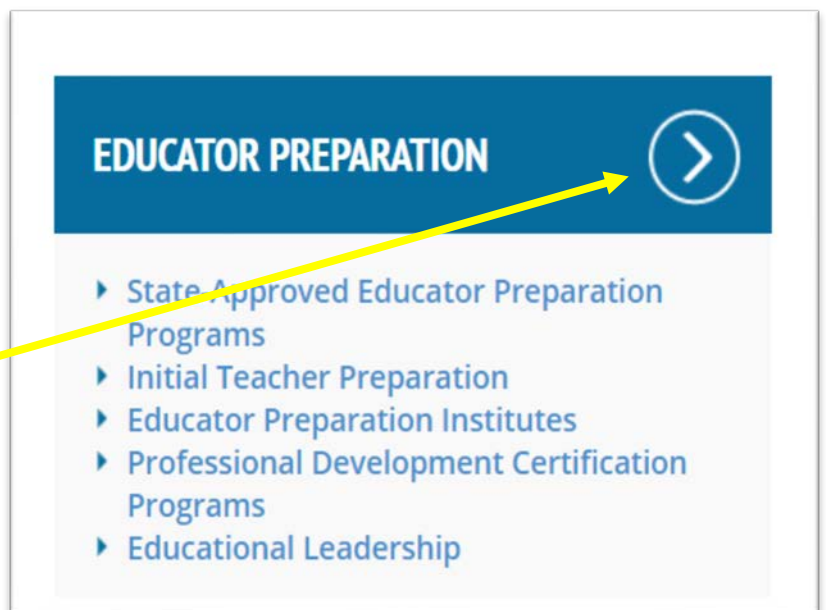 EDUCATOR PREPARATION
State-Approved Educator Preparation
Programs
Initial Teacher Preparation
Educator Preparation Institutes
Professional Development Certification
Programs
Educational Leadership